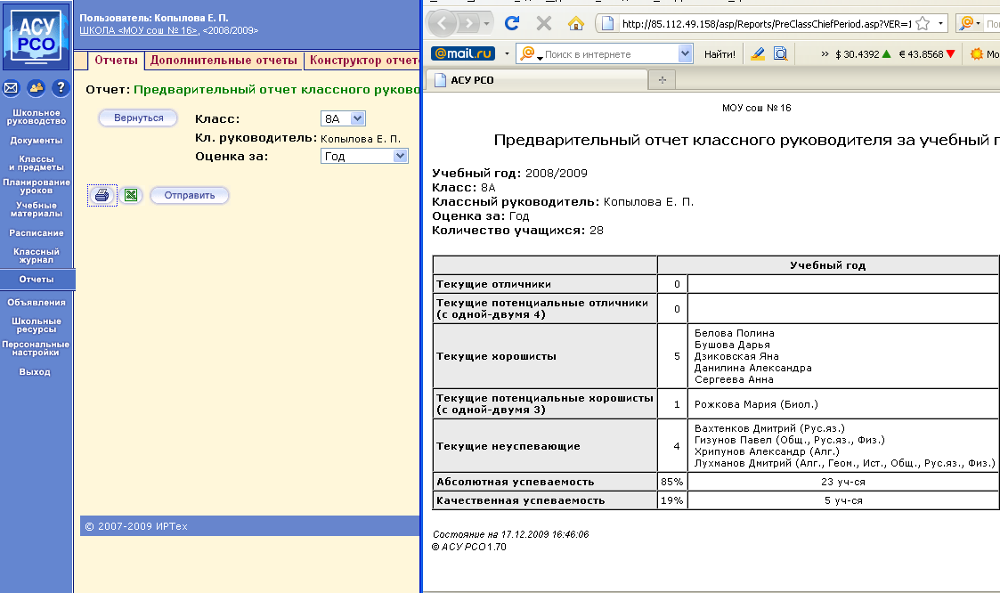 АСУ
РСО
Пользователь: Копылова Е. П.
ШКОЛА <МОУ сош № 16>, <2008/2009>
Отчеты
Дополнительные отчеты
Конструктор отчет
Отчет: Предварительный отчет классного руково
Вернуться
Класс: 8А
Кл. руководитель: Копылова Е. П.
Оценка за: Год
Отправить
?
Школьное
руководство
Документы
Классы
и предметы
Планирование
уроков
Учебные
материалы
Расписание
Классный
журнал
Отчеты
Объявления
Школьные
ресурсы
Персональные
настройки
Выход
© 2007-2009 ИРТех
http://85.112.49.158/asp/Reports/PreClassChiefPeriod.asp?VER=1
@mail.ru Поиск в интернете Найти! » $ 30.4392 € 43.8568 Мо
АСУ РСО
МОУ сош № 16
Предварительный отчет классного руководителя за учебный г
Учебный год: 2008/2009
Класс: 8А
Классный руководитель: Копылова Е. П.
Оценка за: Год
Количество учащихся: 28
Учебный год
Текущие отличники 0
Текущие потенциальные отличники
(с одной-двумя 4) 0
Текущие хорошисты 5
Белова Полина
Бушова Дарья
Дзиковская Яна
Данилина Александра
Сергеева Анна
Текущие потенциальные хорошисты
(с одной-двумя 3) 1 Рожкова Мария (Биол.)
Текущие неуспевающие 4
Вахтенков Дмитрий (Рус.яз.)
Гизунов Павел (Общ., Рус.яз., Физ.)
Хрипунов Александр (Алг.)
Лухманов Дмитрий (Алг., Геом., Ист., Общ., Рус.яз., Физ.)
Абсолютная успеваемость 85% 23 уч-ся
Качественная успеваемость 19% 5 уч-ся
Состояние на 17.12.2009 16:46:06
© АСУ РСО 1.70